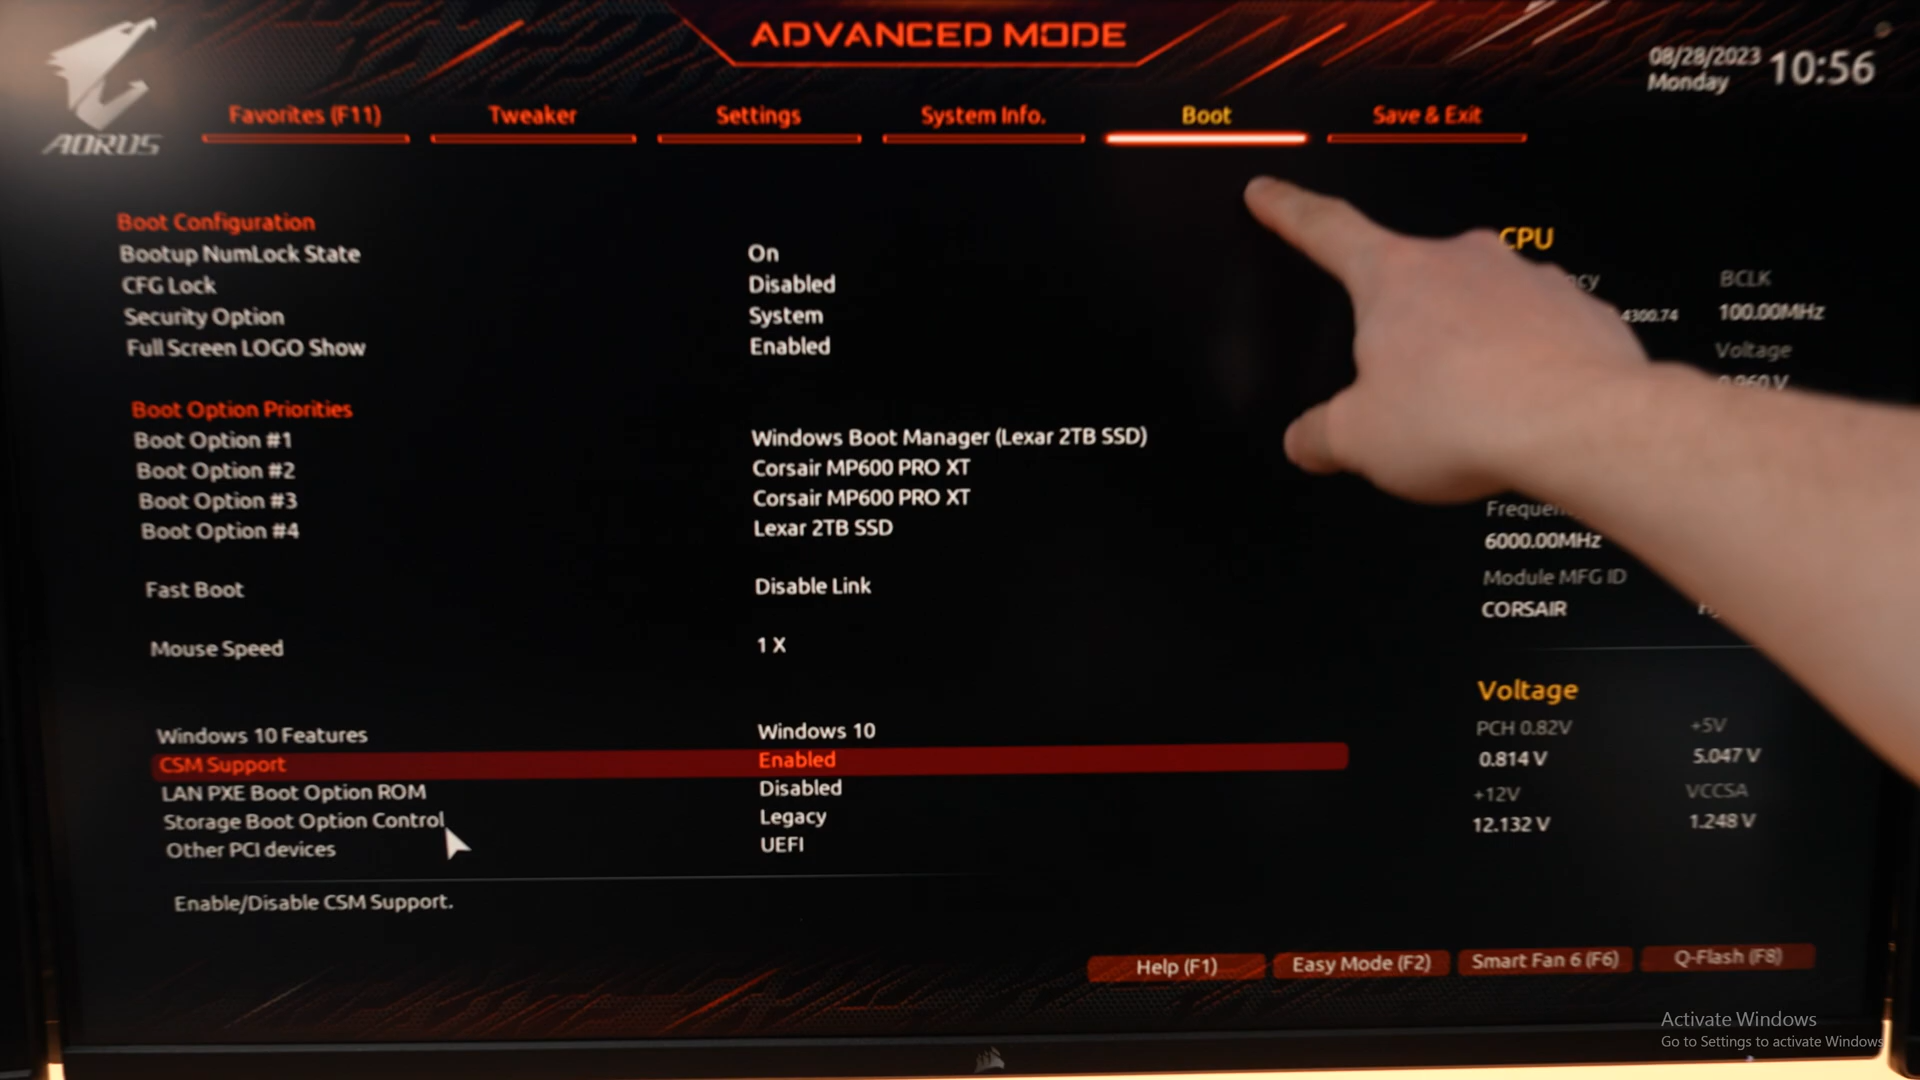 ADVANCED MODE
08/28/2023
Monday
10:56
AORUS
Favorites (F11)
Tweaker
Settings
System Info.
Boot
Save & Exit
Boot Configuration
Bootup NumLock State On
CFG Lock Disabled
Security Option System
Full Screen LOGO Show Enabled
Boot Option Priorities
Boot Option #1 Windows Boot Manager (Lexar 2TB SSD)
Boot Option #2 Corsair MP600 PRO XT
Boot Option #3 Corsair MP600 PRO XT
Boot Option #4 Lexar 2TB SSD
Fast Boot Disable Link
Mouse Speed 1 X
Windows 10 Features Windows 10
CSM Support Enabled
LAN PXE Boot Option ROM Disabled
Storage Boot Option Control Legacy
Other PCI devices UEFI
Enable/Disable CSM Support.
CPU
BCLK
4300.74 100.00MHz
Voltage
0.960 V
6000.00MHz
Module MFG ID
CORSAIR
Voltage
PCH 0.82V +5V
0.814 V 5.047 V
+12V VCCSA
12.132 V 1.248 V
Help (F1)
Easy Mode (F2)
Smart Fan 6 (F6)
Q-Flash (F8)
Activate Windows
Go to Settings to activate Windows